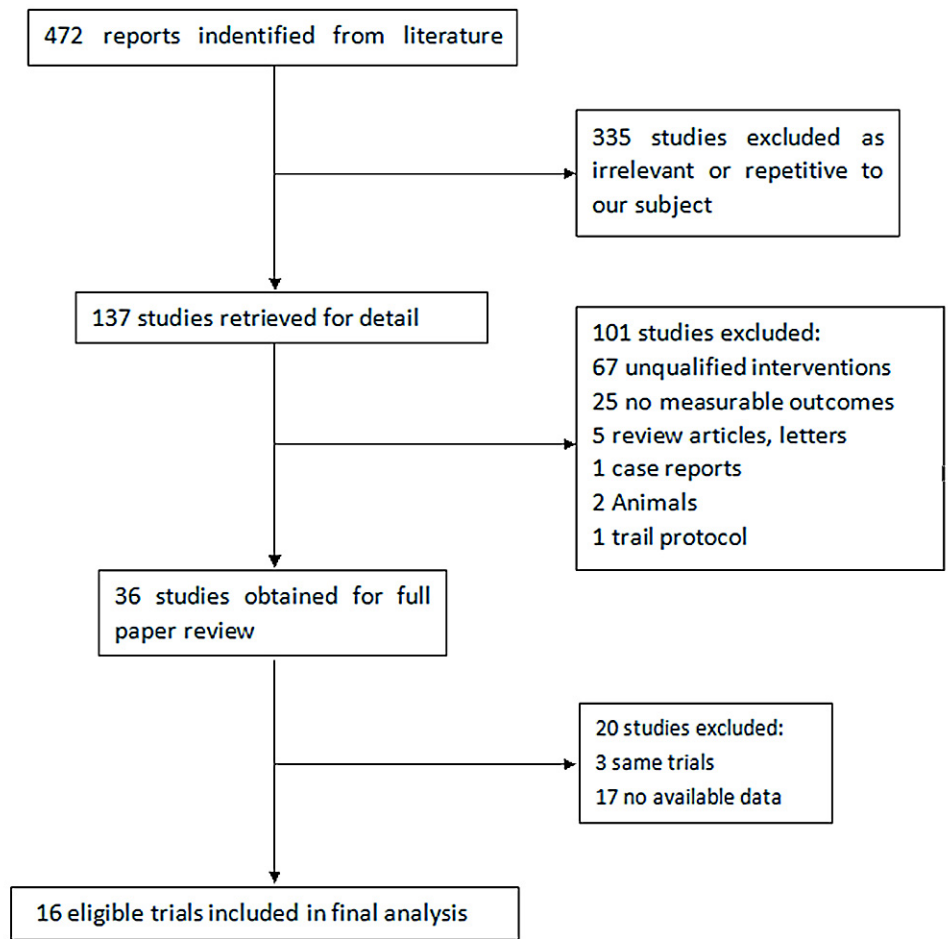 472 reports indentified from literature
335 studies excluded as
irrelevant or repetitive to
our subject
137 studies retrieved for detail
101 studies excluded:
67 unqualified interventions
25 no measurable outcomes
5 review articles, letters
1 case reports
2 Animals
1 trail protocol
36 studies obtained for full
paper review
20 studies excluded:
3 same trials
17 no available data
16 eligible trials included in final analysis